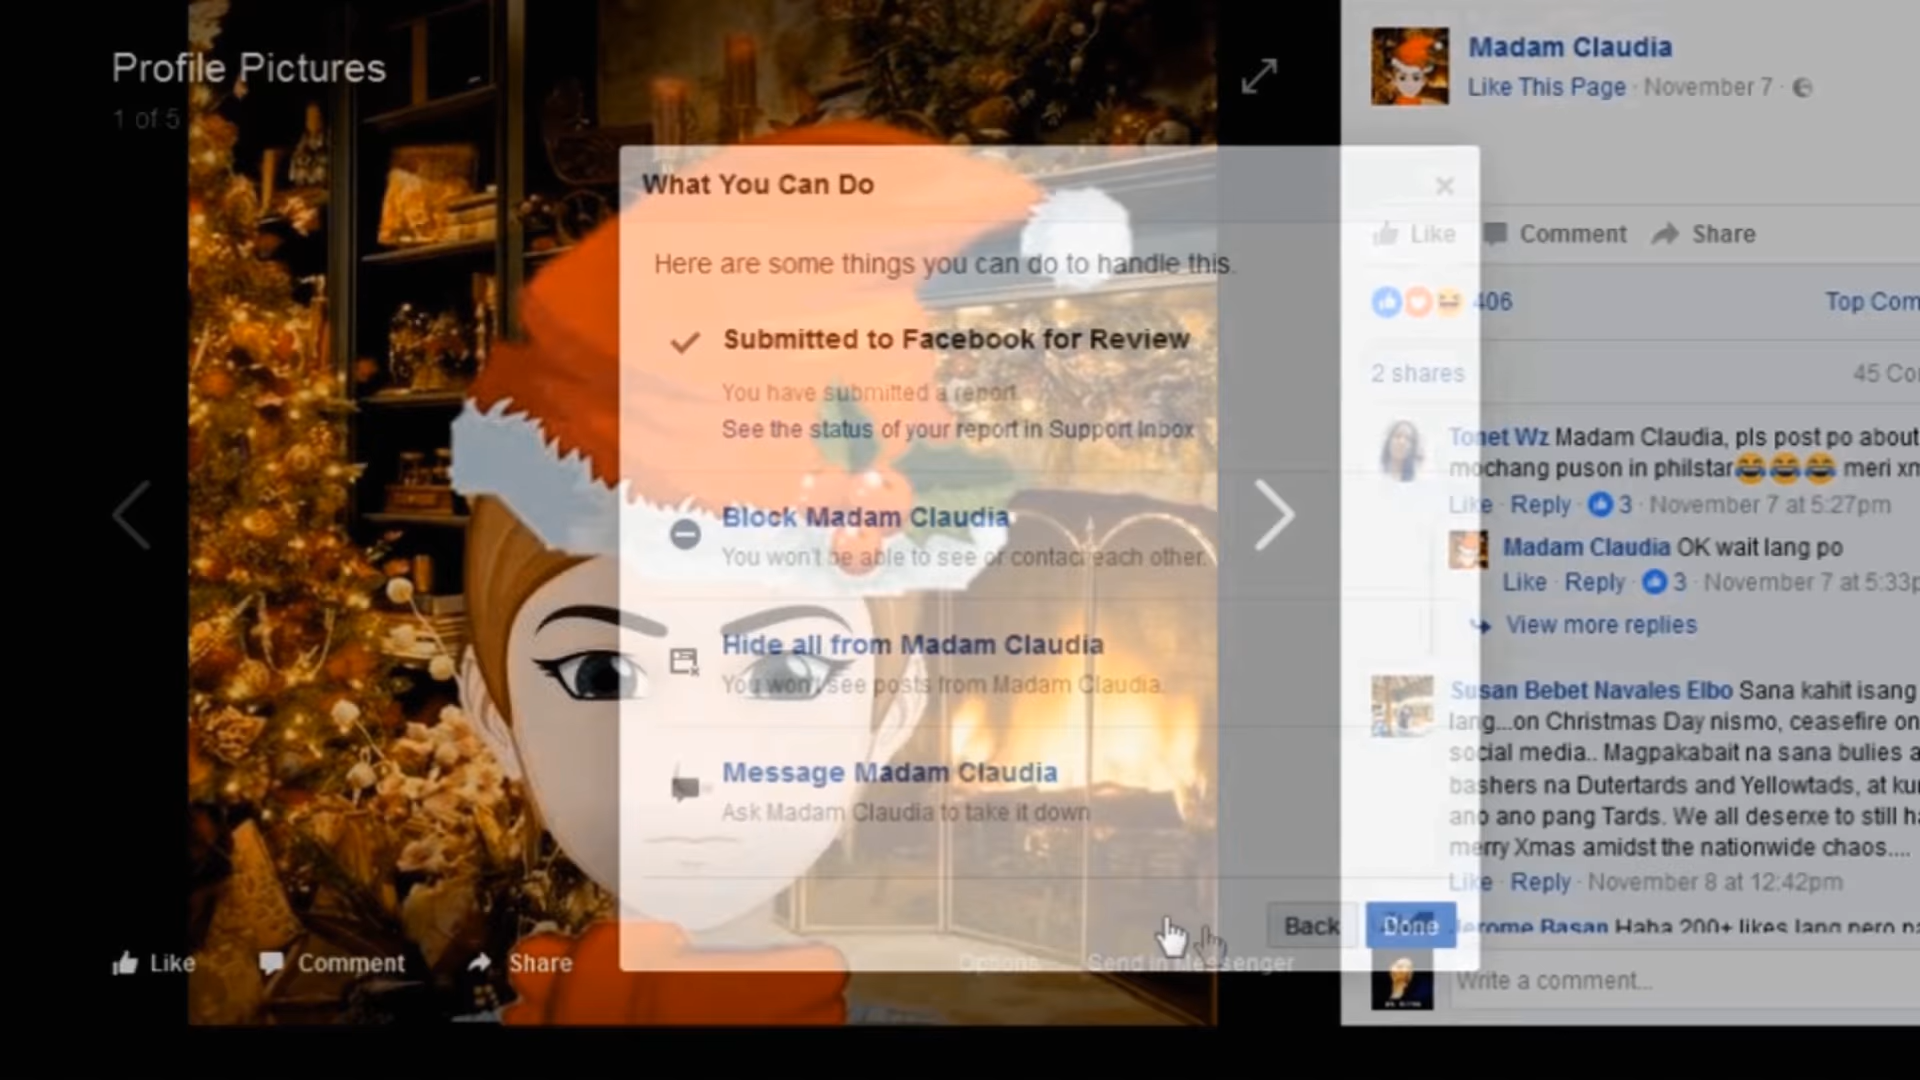 Profile Pictures
1 of 5
What You Can Do
Here are some things you can do to handle this.
Submitted to Facebook for Review
You have submitted a report.
See the status of your report in Support Inbox
Block Madam Claudia
You won't be able to see or contact each other.
Hide all from Madam Claudia
You won't see posts from Madam Claudia.
Message Madam Claudia
Ask Madam Claudia to take it down
Back
Done
Like Comment Share
Options Send in Messenger
Madam Claudia
Like This Page · November 7 ·
Like Comment Share
406
Top Com
2 shares
45 Co
Tonet Wz Madam Claudia, pls post po about
mochang puson in philstar😂😂😂 meri xm
Like · Reply · 3 · November 7 at 5:27pm
Madam Claudia OK wait lang po
Like · Reply · 3 · November 7 at 5:33p
View more replies
Susan Bebet Navales Elbo Sana kahit isang
lang...on Christmas Day nismo, ceasefire on
social media.. Magpakabait na sana bulies a
bashers na Dutertards and Yellowtads, at ku
ano ano pang Tards. We all deserxe to still h
merry Xmas amidst the nationwide chaos....
Like · Reply · November 8 at 12:42pm
Jerome Basan Haha 200+ likes lang pero
Write a comment...